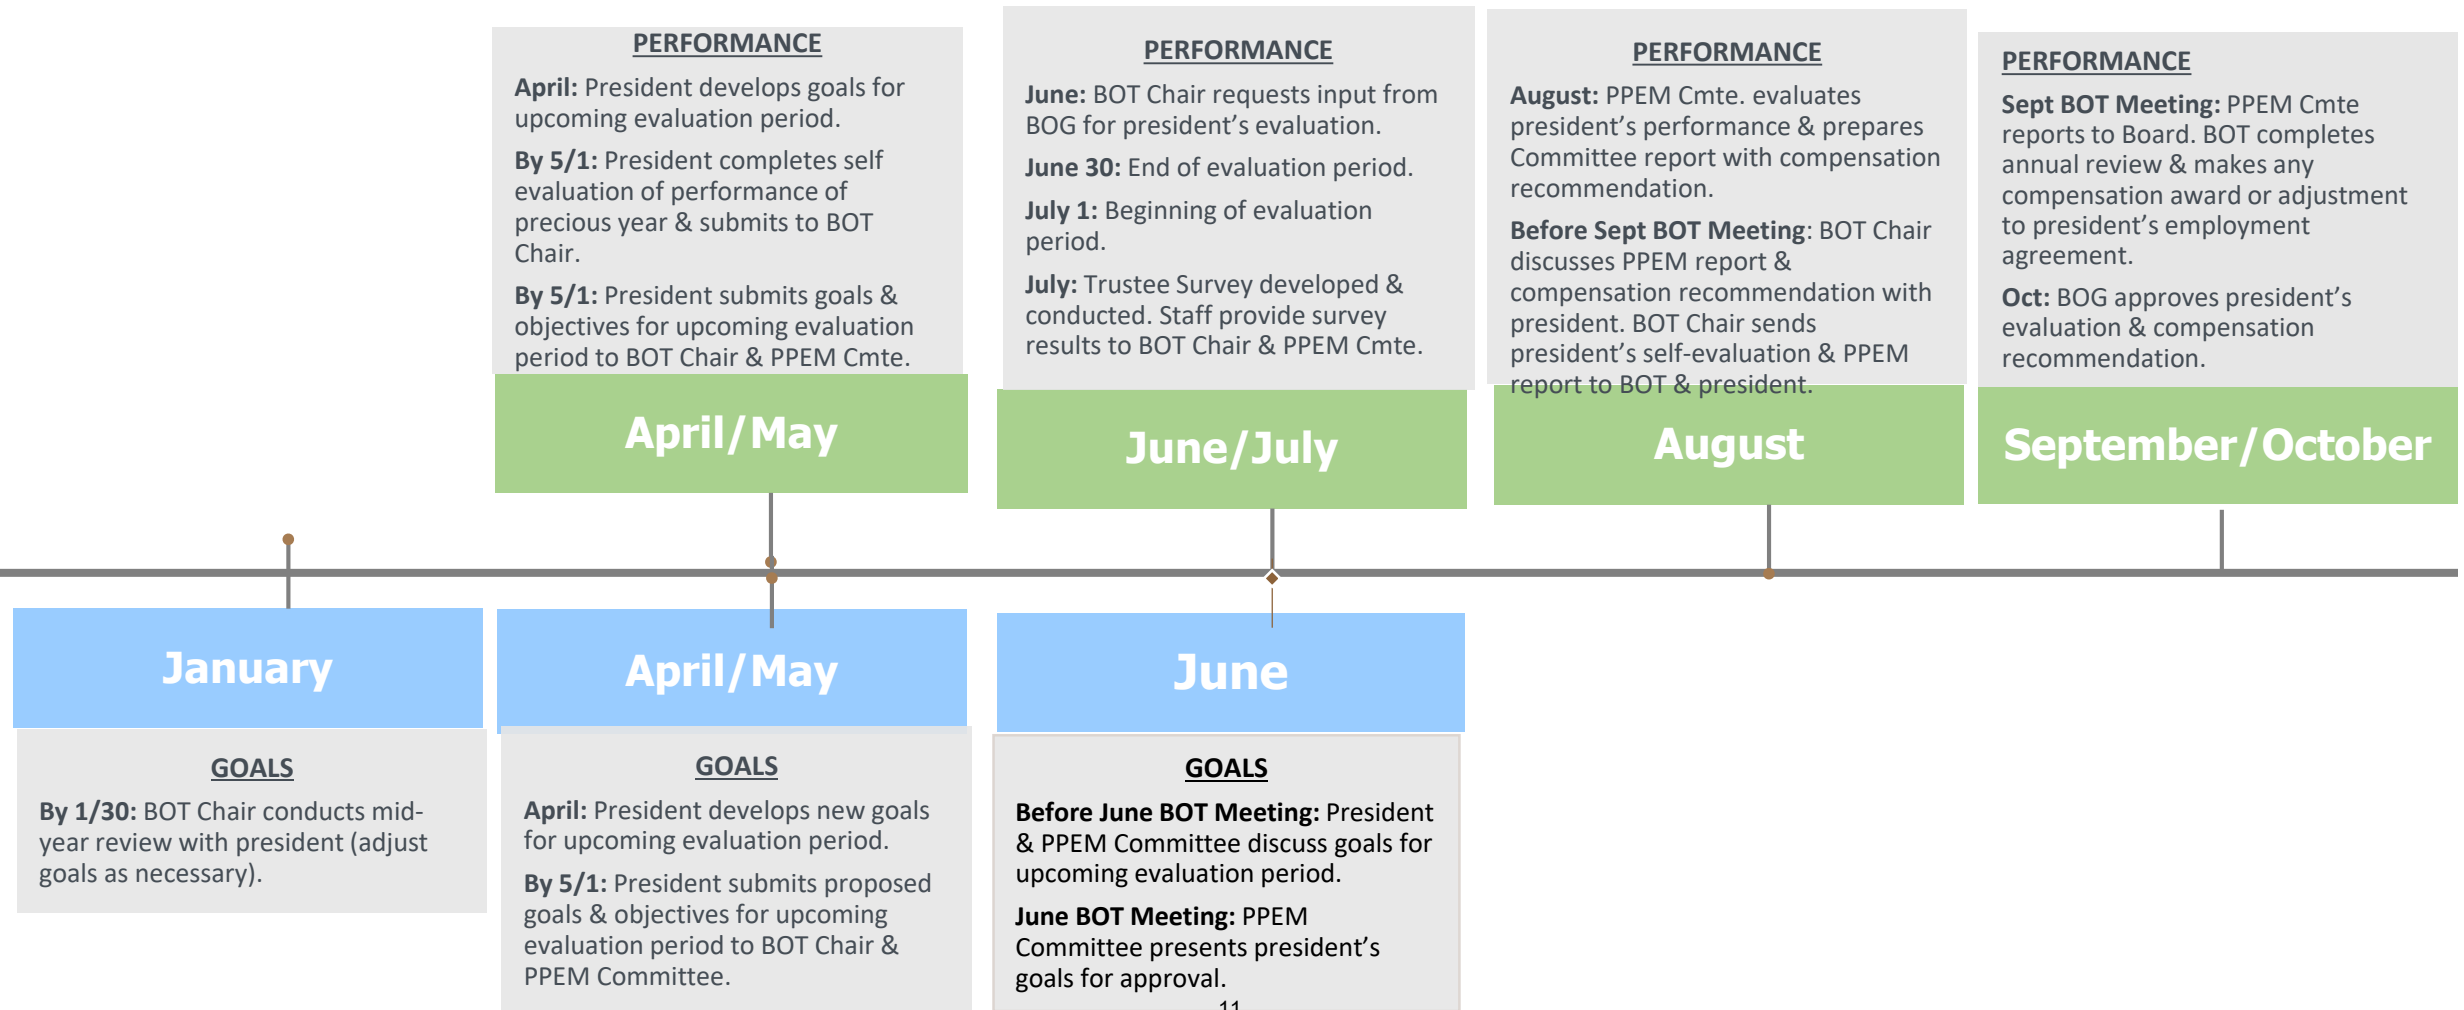 PERFORMANCE
April: President develops goals for
upcoming evaluation period.
By 5/1: President completes self
evaluation of performance of
precious year & submits to BOT
Chair.
By 5/1: President submits goals &
objectives for upcoming evaluation
period to BOT Chair & PPEM Cmte.
April/May
PERFORMANCE
June: BOT Chair requests input from
BOG for president’s evaluation.
June 30: End of evaluation period.
July 1: Beginning of evaluation
period.
July: Trustee Survey developed &
conducted. Staff provide survey
results to BOT Chair & PPEM Cmte.
June/July
PERFORMANCE
August: PPEM Cmte. evaluates
president’s performance & prepares
Committee report with compensation
recommendation.
Before Sept BOT Meeting: BOT Chair
discusses PPEM report &
compensation recommendation with
president. BOT Chair sends
president’s self-evaluation & PPEM
report to BOT & president.
August
PERFORMANCE
Sept BOT Meeting: PPEM Cmte
reports to Board. BOT completes
annual review & makes any
compensation award or adjustment
to president’s employment
agreement.
Oct: BOG approves president’s
evaluation & compensation
recommendation.
September/October
January
GOALS
By 1/30: BOT Chair conducts mid-
year review with president (adjust
goals as necessary).
April/May
GOALS
April: President develops new goals
for upcoming evaluation period.
By 5/1: President submits proposed
goals & objectives for upcoming
evaluation period to BOT Chair &
PPEM Committee.
June
GOALS
Before June BOT Meeting: President
& PPEM Committee discuss goals for
upcoming evaluation period.
June BOT Meeting: PPEM
Committee presents president’s
goals for approval.
11